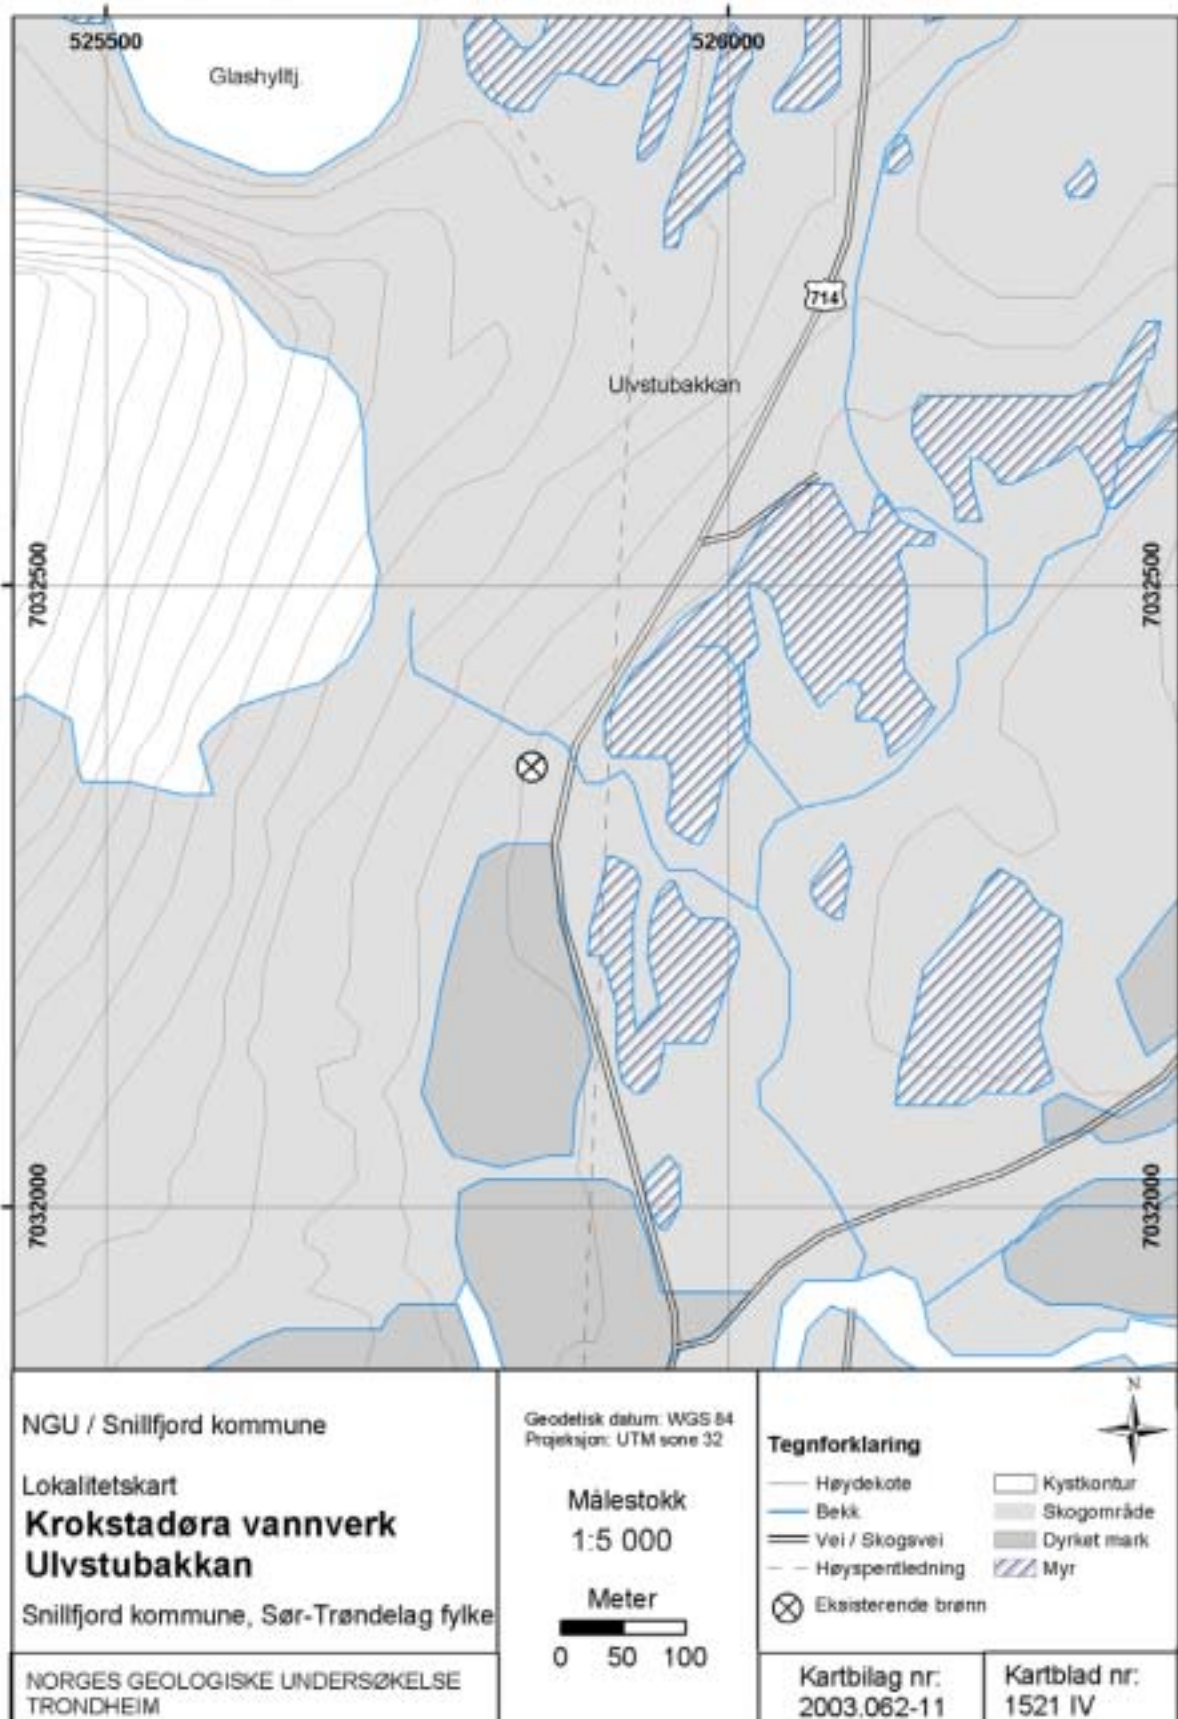 525500
526000
Glashylltj.
714
Ulvstubakkan
7032500
7032500
7032000
7032000
NGU / Snillfjord kommune
Lokalitetskart
Krokstadøra vannverk
Ulvstubakkan
Snillfjord kommune, Sør-Trøndelag fylke
NORGES GEOLOGISKE UNDERSØKELSE
TRONDHEIM
Geodetisk datum: WGS 84
Projeksjon: UTM sone 32
Målestokk
1:5 000
Meter
0 50 100
N
Tegnforklaring
Høydekote
Bekk
Vei / Skogsvei
Høyspentledning
Eksisterende brønn
Kystkontur
Skogområde
Dyrket mark
Myr
Kartbilag nr:
2003.062-11
Kartblad nr:
1521 IV